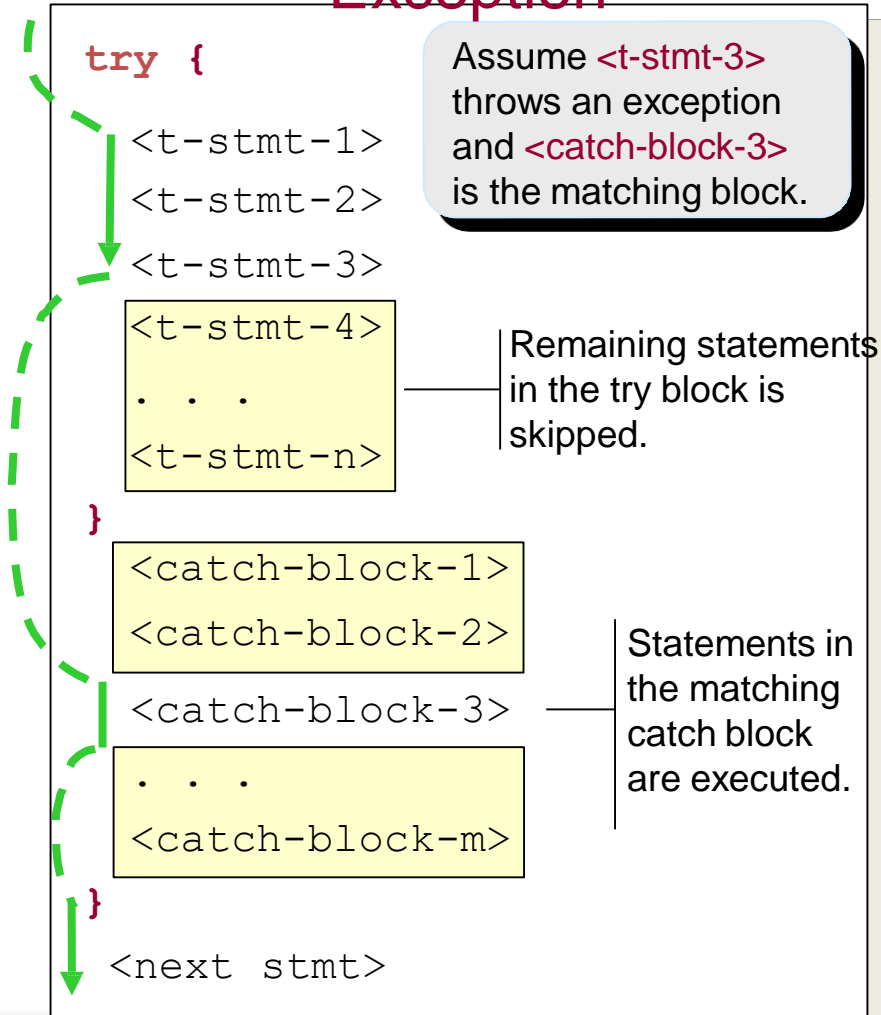 Exception
try {
Assume <t-stmt-3>
throws an exception
and <catch-block-3>
is the matching block.
<t-stmt-1>
<t-stmt-2>
<t-stmt-3>
<t-stmt-4>
. . .
<t-stmt-n>
Remaining statements
in the try block is
skipped.
}
<catch-block-1>
<catch-block-2>
<catch-block-3>
Statements in
the matching
catch block
are executed.
. . .
<catch-block-m>
}
<next stmt>